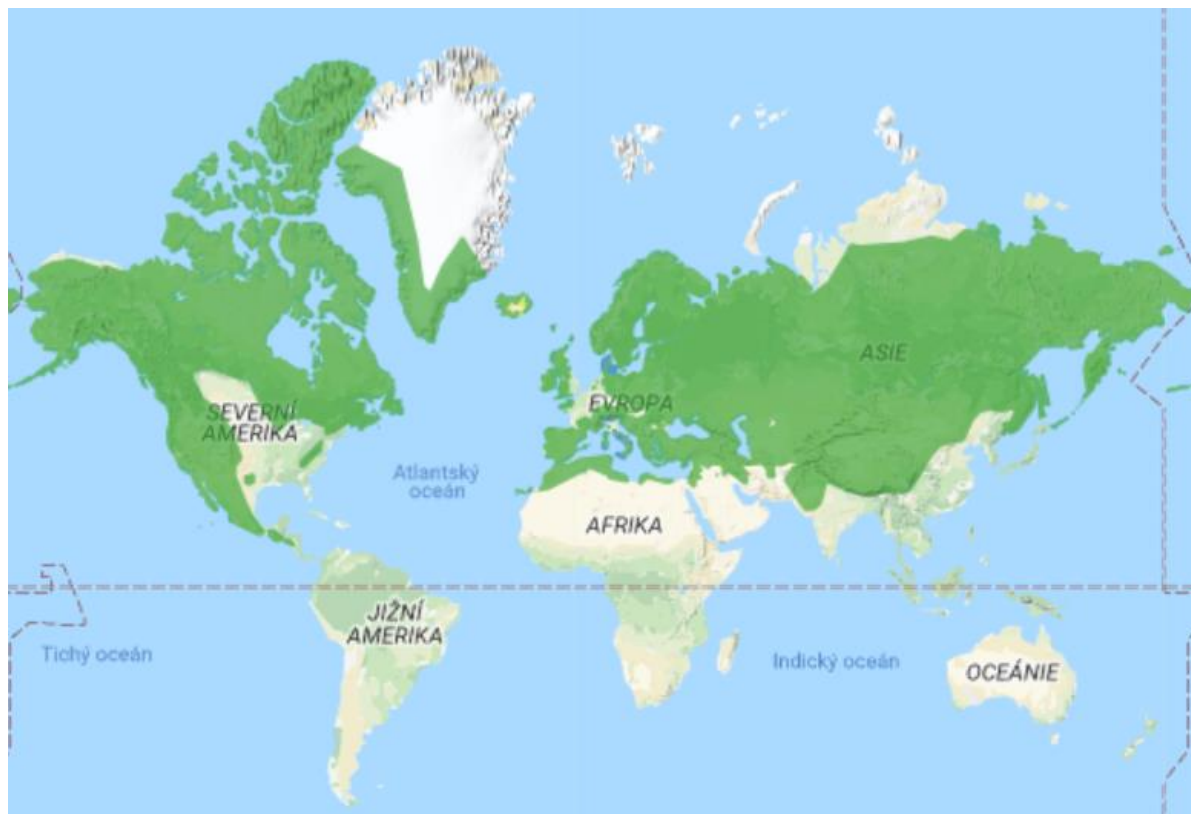 ASIE
EVROPA
SEVERNÍ
AMERIKA
Atlantský
oceán
AFRIKA
JIŽNÍ
AMERIKA
Tichý oceán
Indický oceán
OCEÁNIE